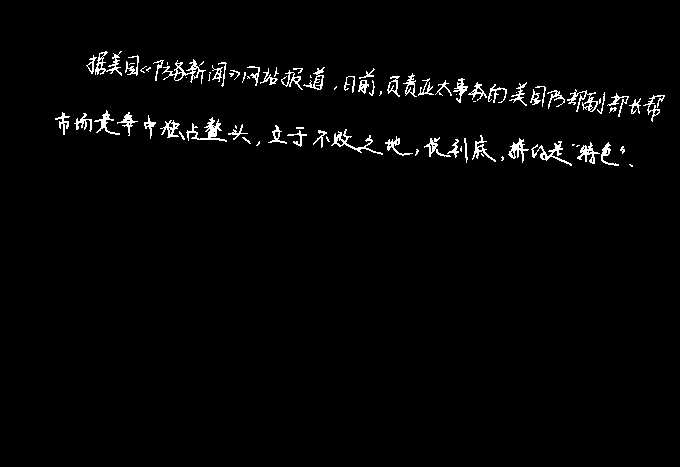 据美国《防务新闻》网站报道,日前,负责亚太事务的美国防部副部长帮
市场竞争中独占鳌头,立于不败之地,说到底,拼的是“特色”、